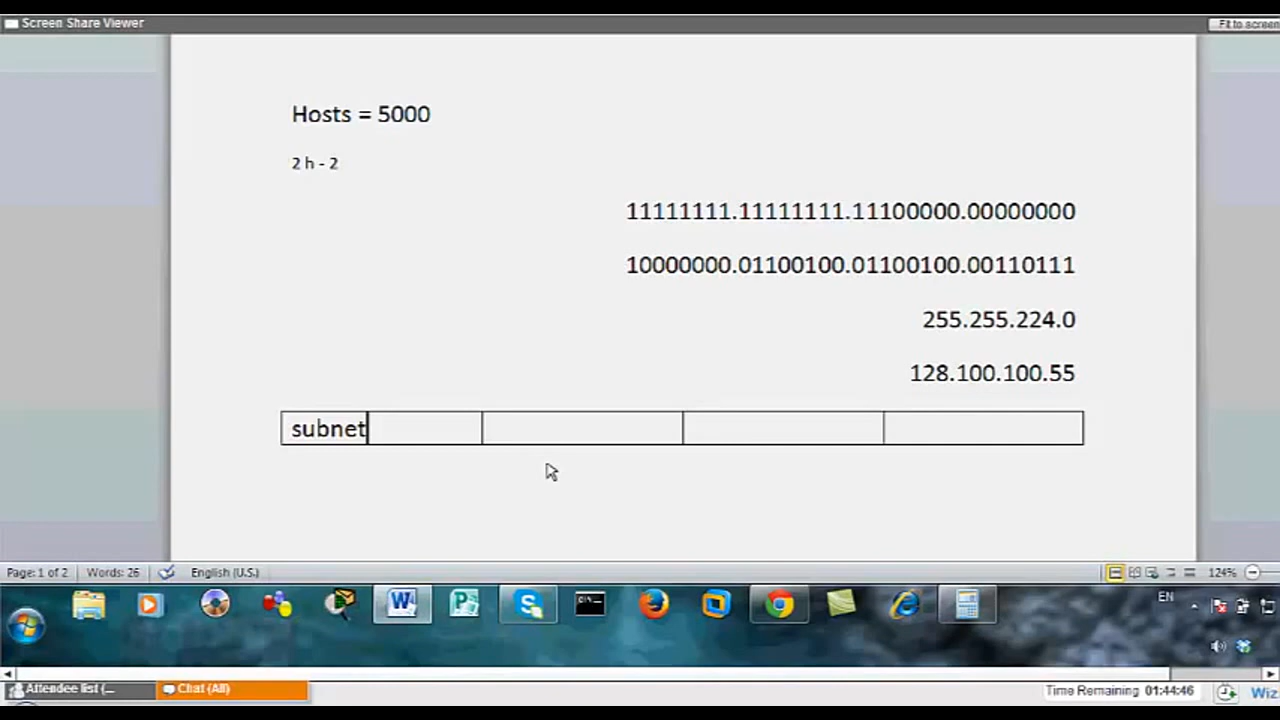 Screen Share Viewer
Fit to screen
Hosts = 5000
2 h - 2
11111111.11111111.11100000.00000000
10000000.01100100.01100100.00110111
255.255.224.0
128.100.100.55
subnet
Page: 1 of 2 Words: 26 English (U.S.) 124%
EN
Attendee list (... Chat (All) Time Remaining 01:44:46 Wiz